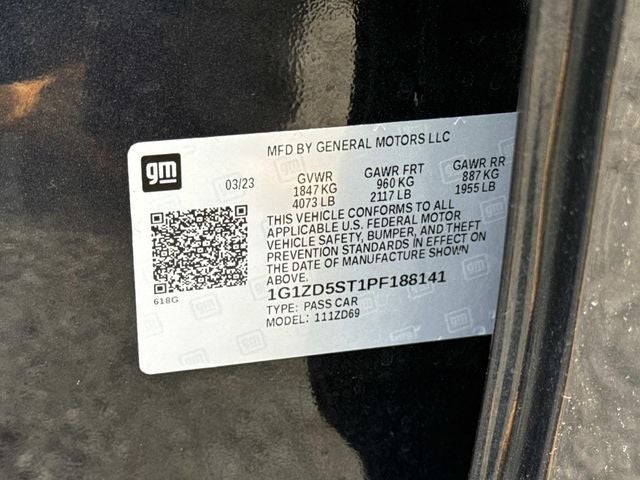 MFD BY GENERAL MOTORS LLC
gm
03/23
GVWR GAWR FRT GAWR RR
1847 KG 960 KG 887 KG
4073 LB 2117 LB 1955 LB
THIS VEHICLE CONFORMS TO ALL
APPLICABLE U.S. FEDERAL MOTOR
VEHICLE SAFETY, BUMPER, AND THEFT
PREVENTION STANDARDS IN EFFECT ON
THE DATE OF MANUFACTURE SHOWN
ABOVE.
1G1ZD5ST1PF188141
TYPE: PASS CAR
MODEL: 111ZD69
618G